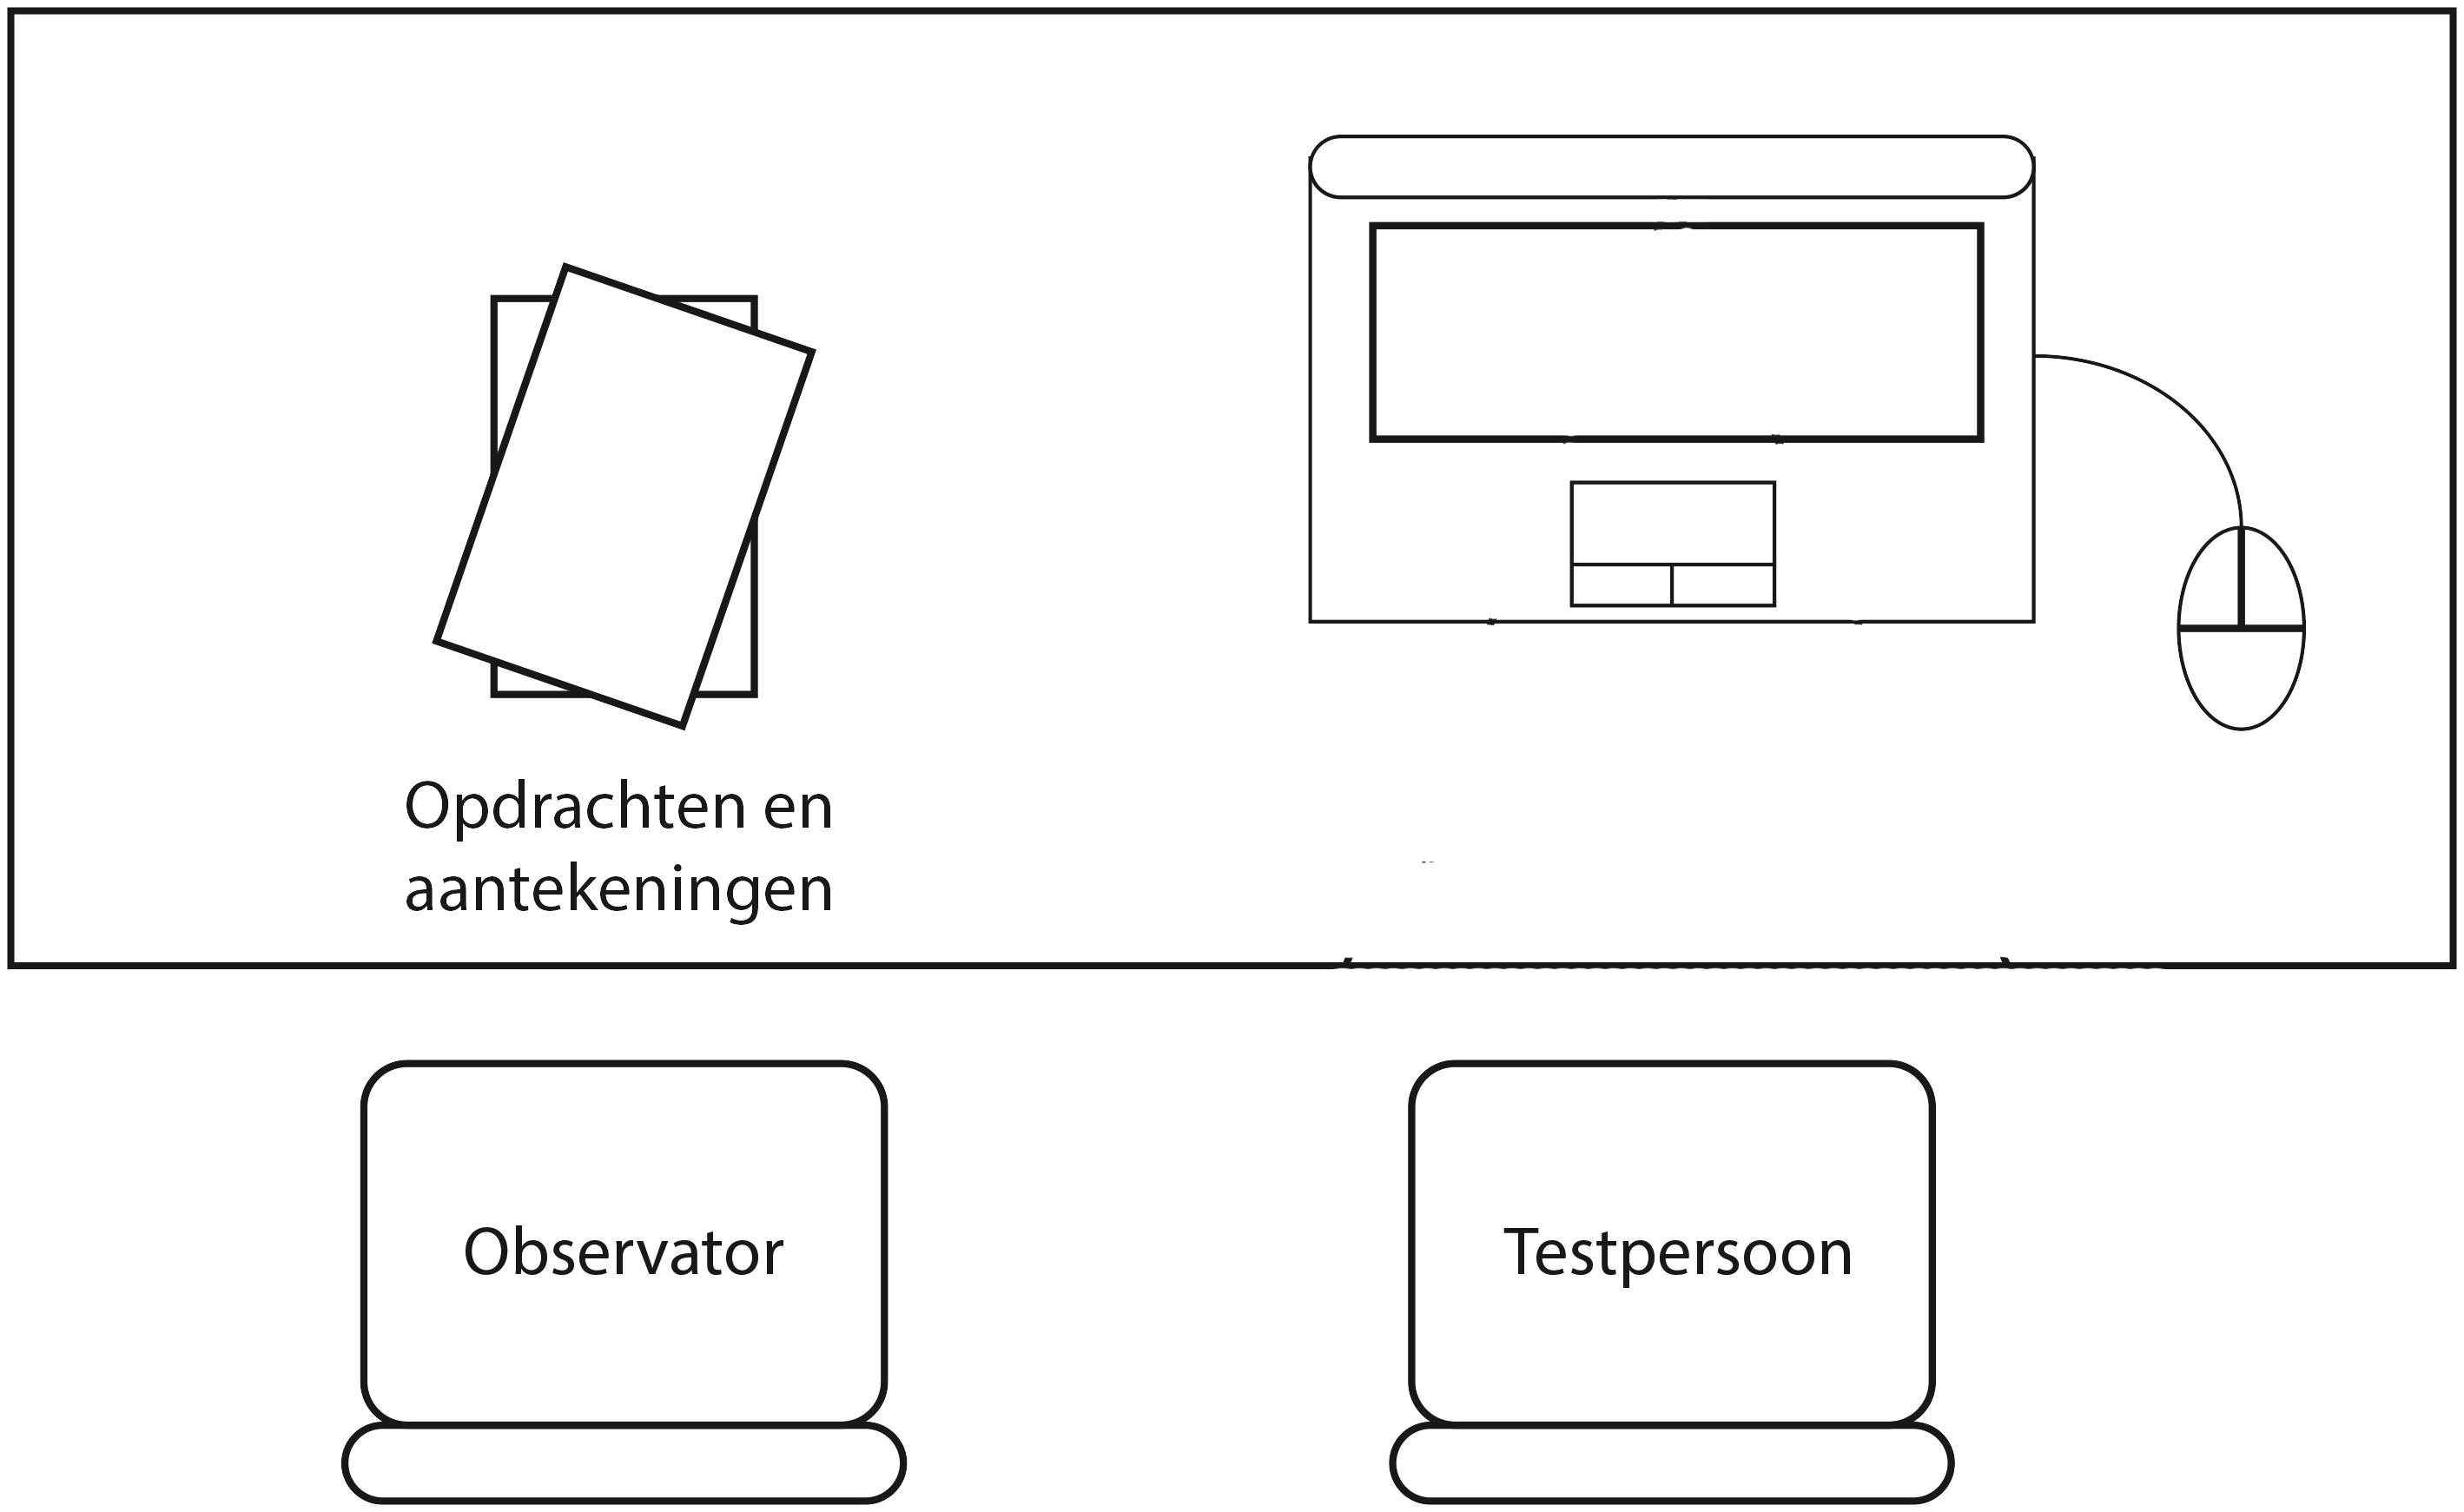 Opdrachten en
aantekeningen
Observator
Testpersoon